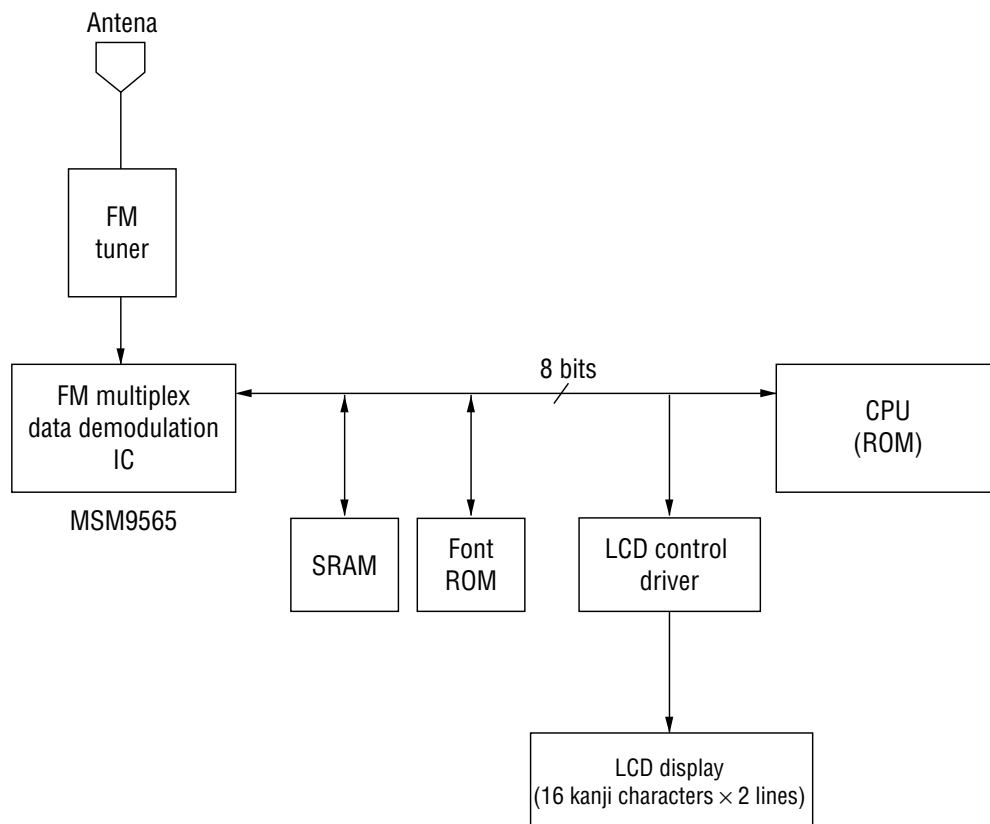 Antena
FM
tuner
8 bits
FM multiplex
data demodulation
IC
CPU
(ROM)
MSM9565
SRAM
Font
ROM
LCD control
driver
LCD display
(16 kanji characters × 2 lines)